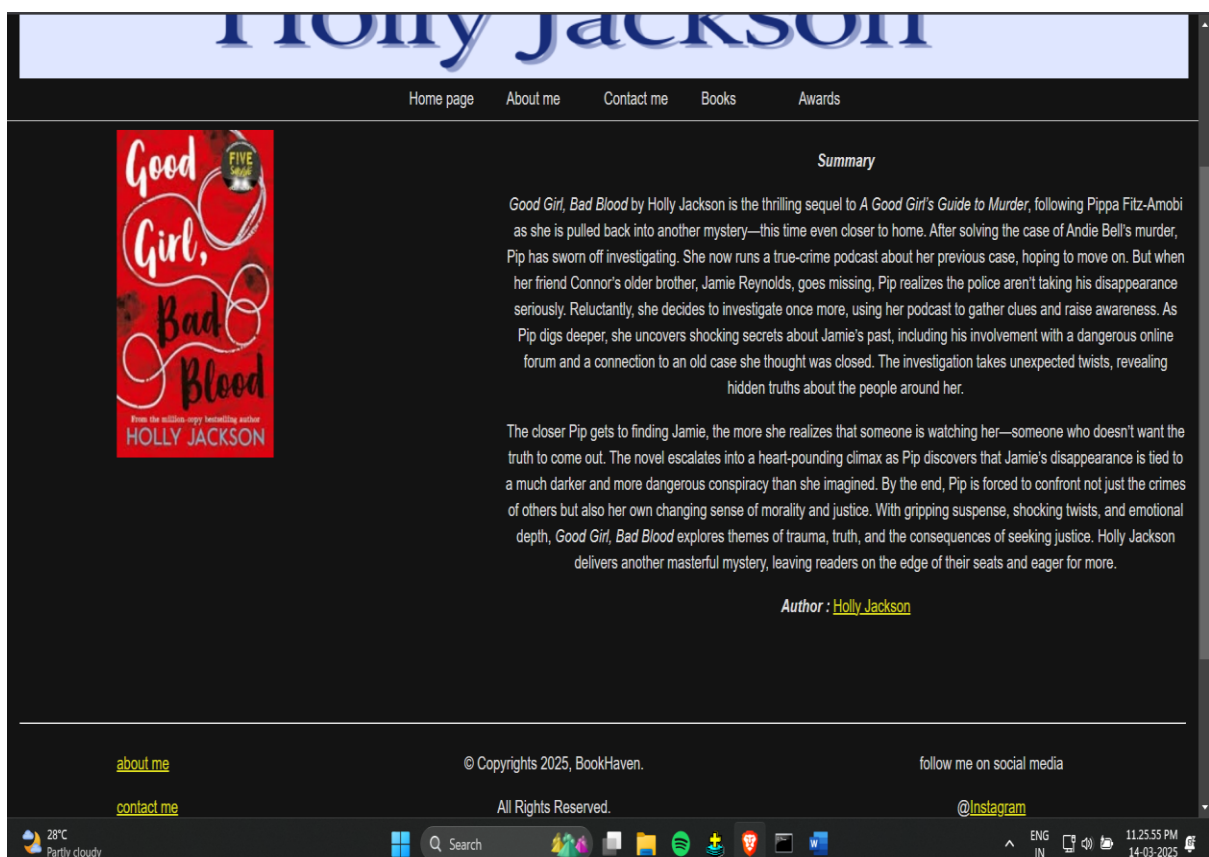 Holly Jackson
Home page About me Contact me Books Awards
Good
Girl,
Bad
Blood
FIVE
SURVIVE
From the million-copy bestselling author
HOLLY JACKSON
Summary
Good Girl, Bad Blood by Holly Jackson is the thrilling sequel to A Good Girl's Guide to Murder, following Pippa Fitz-Amobi
as she is pulled back into another mystery—this time even closer to home. After solving the case of Andie Bell's murder,
Pip has sworn off investigating. She now runs a true-crime podcast about her previous case, hoping to move on. But when
her friend Connor's older brother, Jamie Reynolds, goes missing, Pip realizes the police aren't taking his disappearance
seriously. Reluctantly, she decides to investigate once more, using her podcast to gather clues and raise awareness. As
Pip digs deeper, she uncovers shocking secrets about Jamie's past, including his involvement with a dangerous online
forum and a connection to an old case she thought was closed. The investigation takes unexpected twists, revealing
hidden truths about the people around her.
The closer Pip gets to finding Jamie, the more she realizes that someone is watching her—someone who doesn't want the
truth to come out. The novel escalates into a heart-pounding climax as Pip discovers that Jamie's disappearance is tied to
a much darker and more dangerous conspiracy than she imagined. By the end, Pip is forced to confront not just the crimes
of others but also her own changing sense of morality and justice. With gripping suspense, shocking twists, and emotional
depth, Good Girl, Bad Blood explores themes of trauma, truth, and the consequences of seeking justice. Holly Jackson
delivers another masterful mystery, leaving readers on the edge of their seats and eager for more.
Author : Holly Jackson
about me © Copyrights 2025, BookHaven. follow me on social media
contact me All Rights Reserved. @Instagram
28°C
Partly cloudy
Search
ENG
IN
11.25.55 PM
14-03-2025